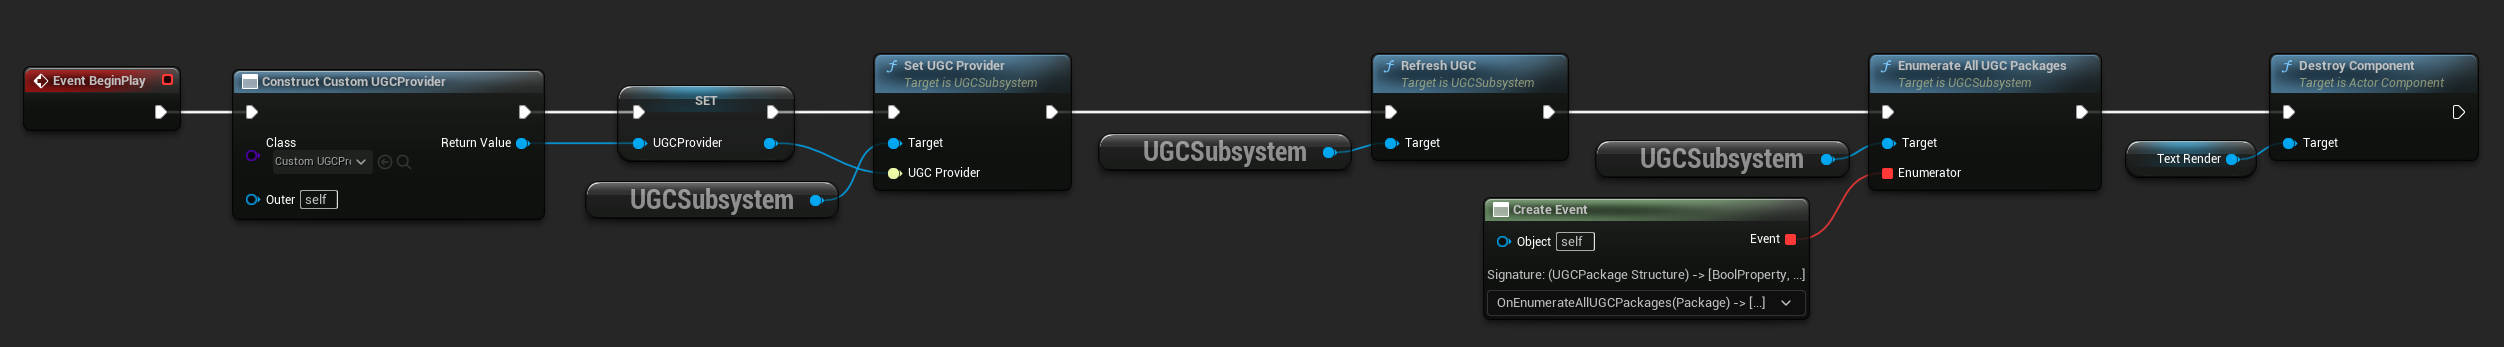 Event BeginPlay
Construct Custom UGCProvider
Class
Custom UGCPr
Return Value
Outer
self
SET
UGCProvider
UGCSubsystem
Set UGC Provider
Target is UGCSubsystem
Target
UGC Provider
UGCSubsystem
Refresh UGC
Target is UGCSubsystem
Target
UGCSubsystem
Create Event
Object
self
Event
Signature: (UGCPackage Structure) -> [BoolProperty, ...]
OnEnumerateAllUGCPackages(Package) -> [...]
Enumerate All UGC Packages
Target is UGCSubsystem
Target
Enumerator
Text Render
Destroy Component
Target is Actor Component
Target